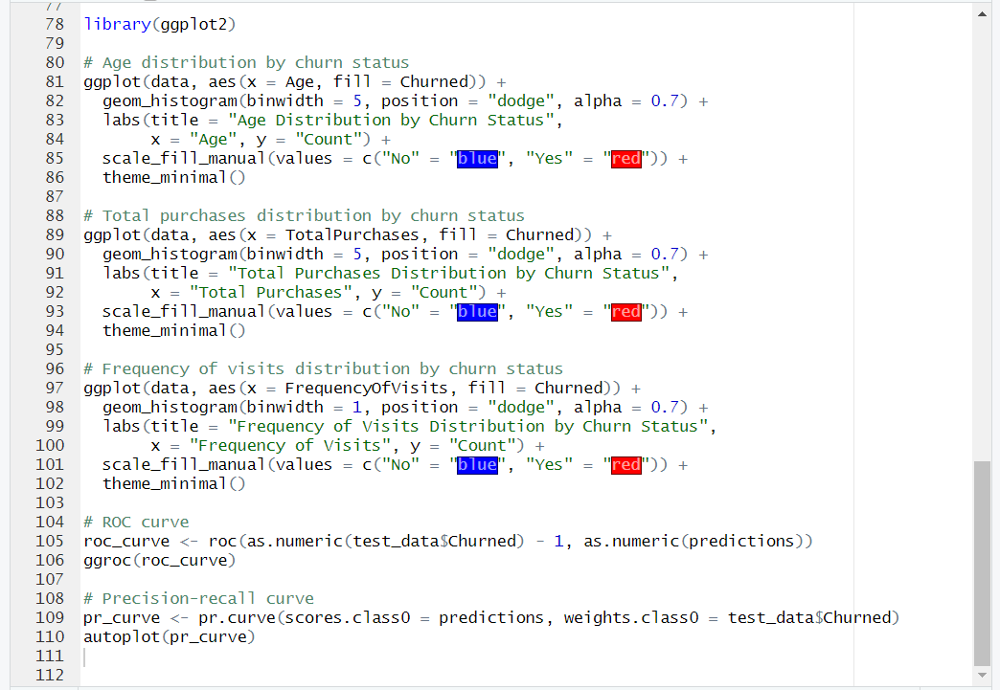 77
78 library(ggplot2)
79
80 # Age distribution by churn status
81 ggplot(data, aes(x = Age, fill = Churned)) +
82   geom_histogram(binwidth = 5, position = "dodge", alpha = 0.7) +
83   labs(title = "Age Distribution by Churn Status",
84        x = "Age", y = "Count") +
85   scale_fill_manual(values = c("No" = "blue", "Yes" = "red")) +
86   theme_minimal()
87
88 # Total purchases distribution by churn status
89 ggplot(data, aes(x = TotalPurchases, fill = Churned)) +
90   geom_histogram(binwidth = 5, position = "dodge", alpha = 0.7) +
91   labs(title = "Total Purchases Distribution by Churn Status",
92        x = "Total Purchases", y = "Count") +
93   scale_fill_manual(values = c("No" = "blue", "Yes" = "red")) +
94   theme_minimal()
95
96 # Frequency of visits distribution by churn status
97 ggplot(data, aes(x = FrequencyOfVisits, fill = Churned)) +
98   geom_histogram(binwidth = 1, position = "dodge", alpha = 0.7) +
99   labs(title = "Frequency of Visits Distribution by Churn Status",
100        x = "Frequency of Visits", y = "Count") +
101   scale_fill_manual(values = c("No" = "blue", "Yes" = "red")) +
102   theme_minimal()
103
104 # ROC curve
105 roc_curve <- roc(as.numeric(test_data$Churned) - 1, as.numeric(predictions))
106 ggroc(roc_curve)
107
108 # Precision-recall curve
109 pr_curve <- pr.curve(scores.class0 = predictions, weights.class0 = test_data$Churned)
110 autoplot(pr_curve)
111
112